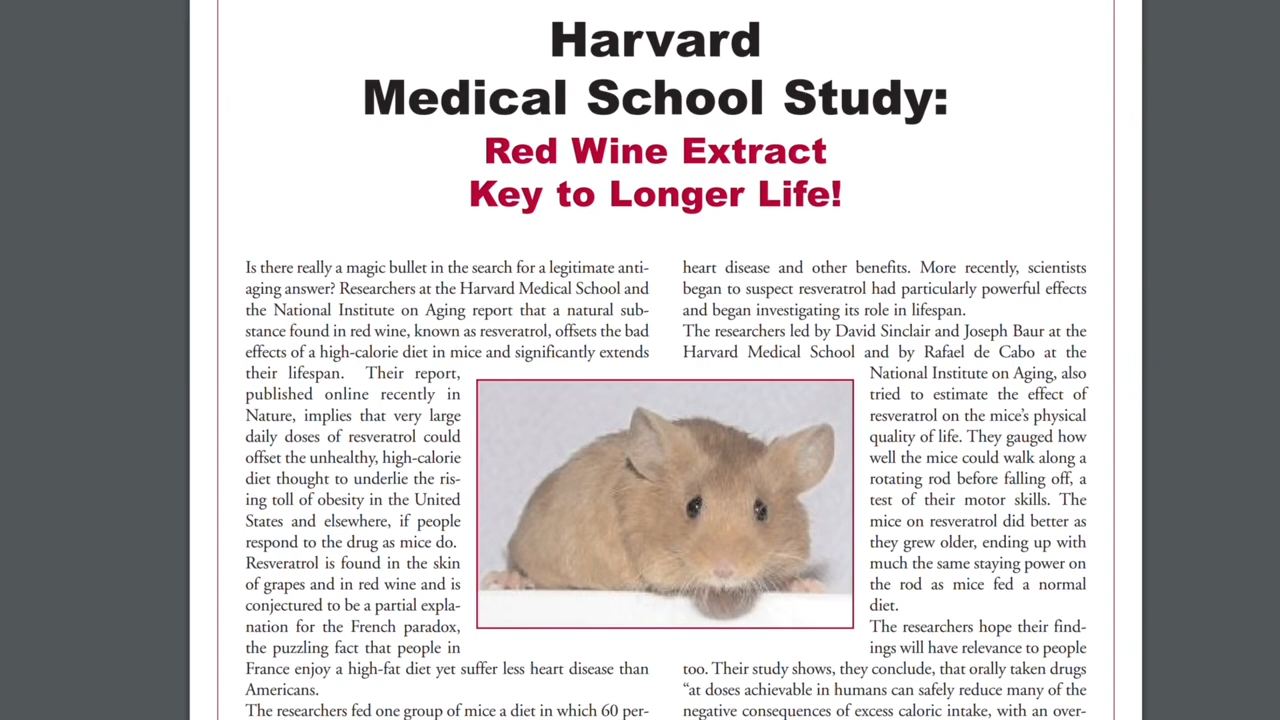 Harvard
Medical School Study:
Red Wine Extract
Key to Longer Life!
Is there really a magic bullet in the search for a legitimate anti-
aging answer? Researchers at the Harvard Medical School and
the National Institute on Aging report that a natural sub-
stance found in red wine, known as resveratrol, offsets the bad
effects of a high-calorie diet in mice and significantly extends
their lifespan. Their report,
published online recently in
Nature, implies that very large
daily doses of resveratrol could
offset the unhealthy, high-calorie
diet thought to underlie the ris-
ing toll of obesity in the United
States and elsewhere, if people
respond to the drug as mice do.
Resveratrol is found in the skin
of grapes and in red wine and is
conjectured to be a partial expla-
nation for the French paradox,
the puzzling fact that people in
France enjoy a high-fat diet yet suffer less heart disease than
Americans.
The researchers fed one group of mice a diet in which 60 per-
heart disease and other benefits. More recently, scientists
began to suspect resveratrol had particularly powerful effects
and began investigating its role in lifespan.
The researchers led by David Sinclair and Joseph Baur at the
Harvard Medical School and by Rafael de Cabo at the
National Institute on Aging, also
tried to estimate the effect of
resveratrol on the mice's physical
quality of life. They gauged how
well the mice could walk along a
rotating rod before falling off, a
test of their motor skills. The
mice on resveratrol did better as
they grew older, ending up with
much the same staying power on
the rod as mice fed a normal
diet.
The researchers hope their find-
ings will have relevance to people
too. Their study shows, they conclude, that orally taken drugs
“at doses achievable in humans can safely reduce many of the
negative consequences of excess caloric intake, with an over-